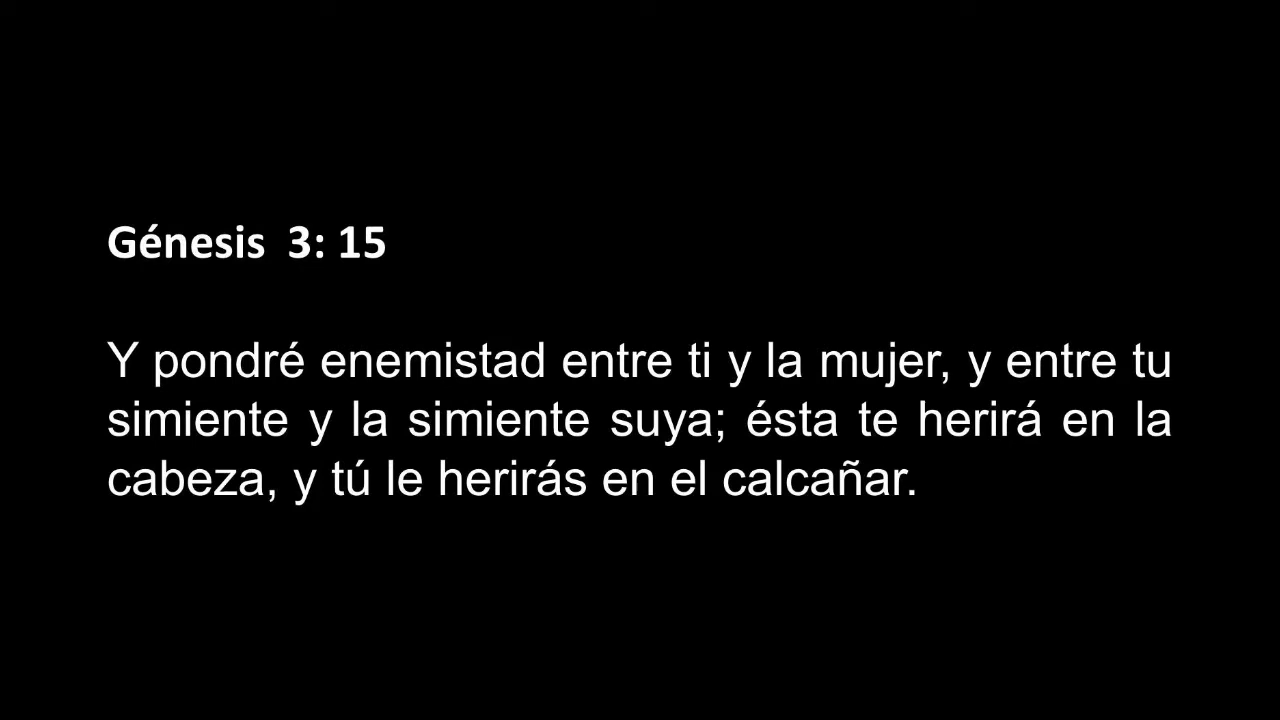 Génesis  3: 15
Y pondré enemistad entre ti y la mujer, y entre tu
simiente y la simiente suya; ésta te herirá en la
cabeza, y tú le herirás en el calcañar.